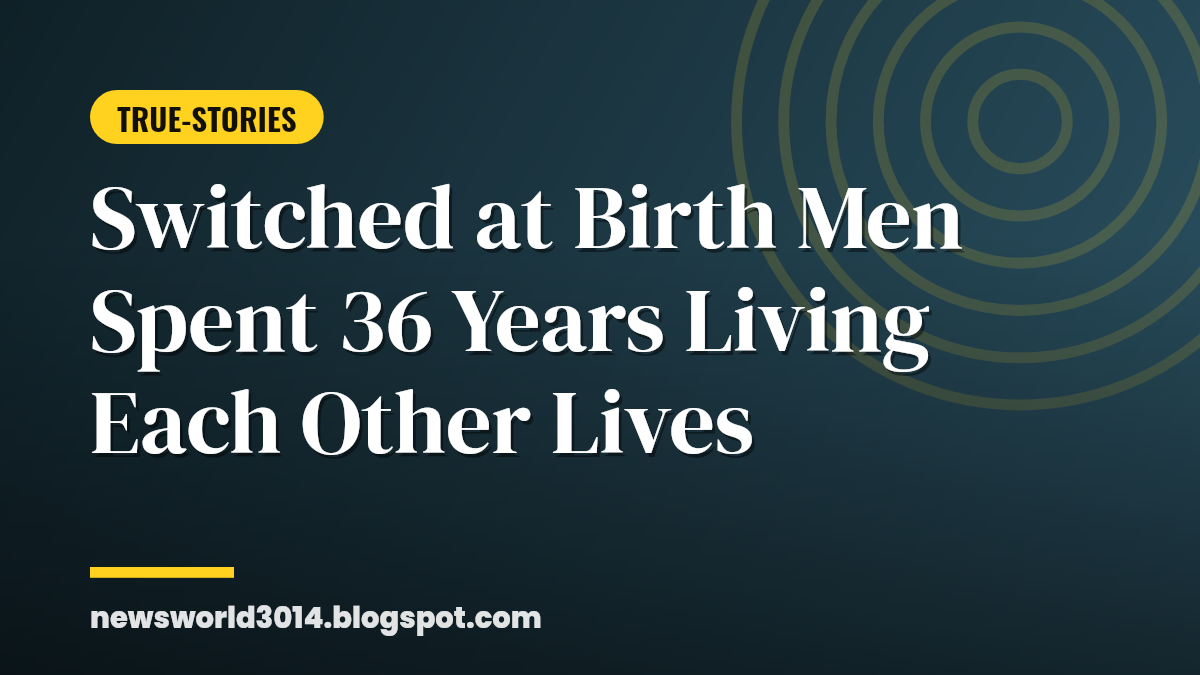 TRUE-STORIES
Switched at Birth Men
Spent 36 Years Living
Each Other Lives
newsworld3014.blogspot.com